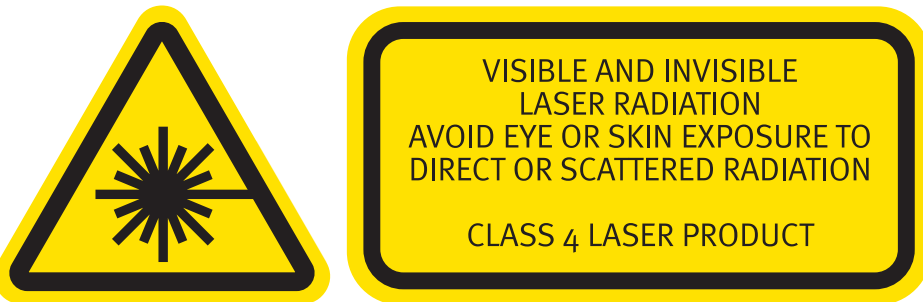 VISIBLE AND INVISIBLE
LASER RADIATION
AVOID EYE OR SKIN EXPOSURE TO
DIRECT OR SCATTERED RADIATION
CLASS 4 LASER PRODUCT